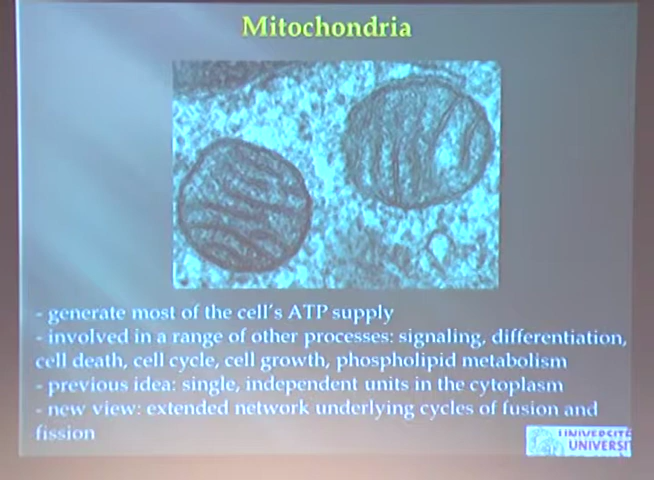 Mitochondria
- generate most of the cell's ATP supply
- involved in a range of other processes: signaling, differentiation,
cell death, cell cycle, cell growth, phospholipid metabolism
- previous idea: single, independent units in the cytoplasm
- new view: extended network underlying cycles of fusion and
fission
UNIVERSITÉ
UNIVERSI